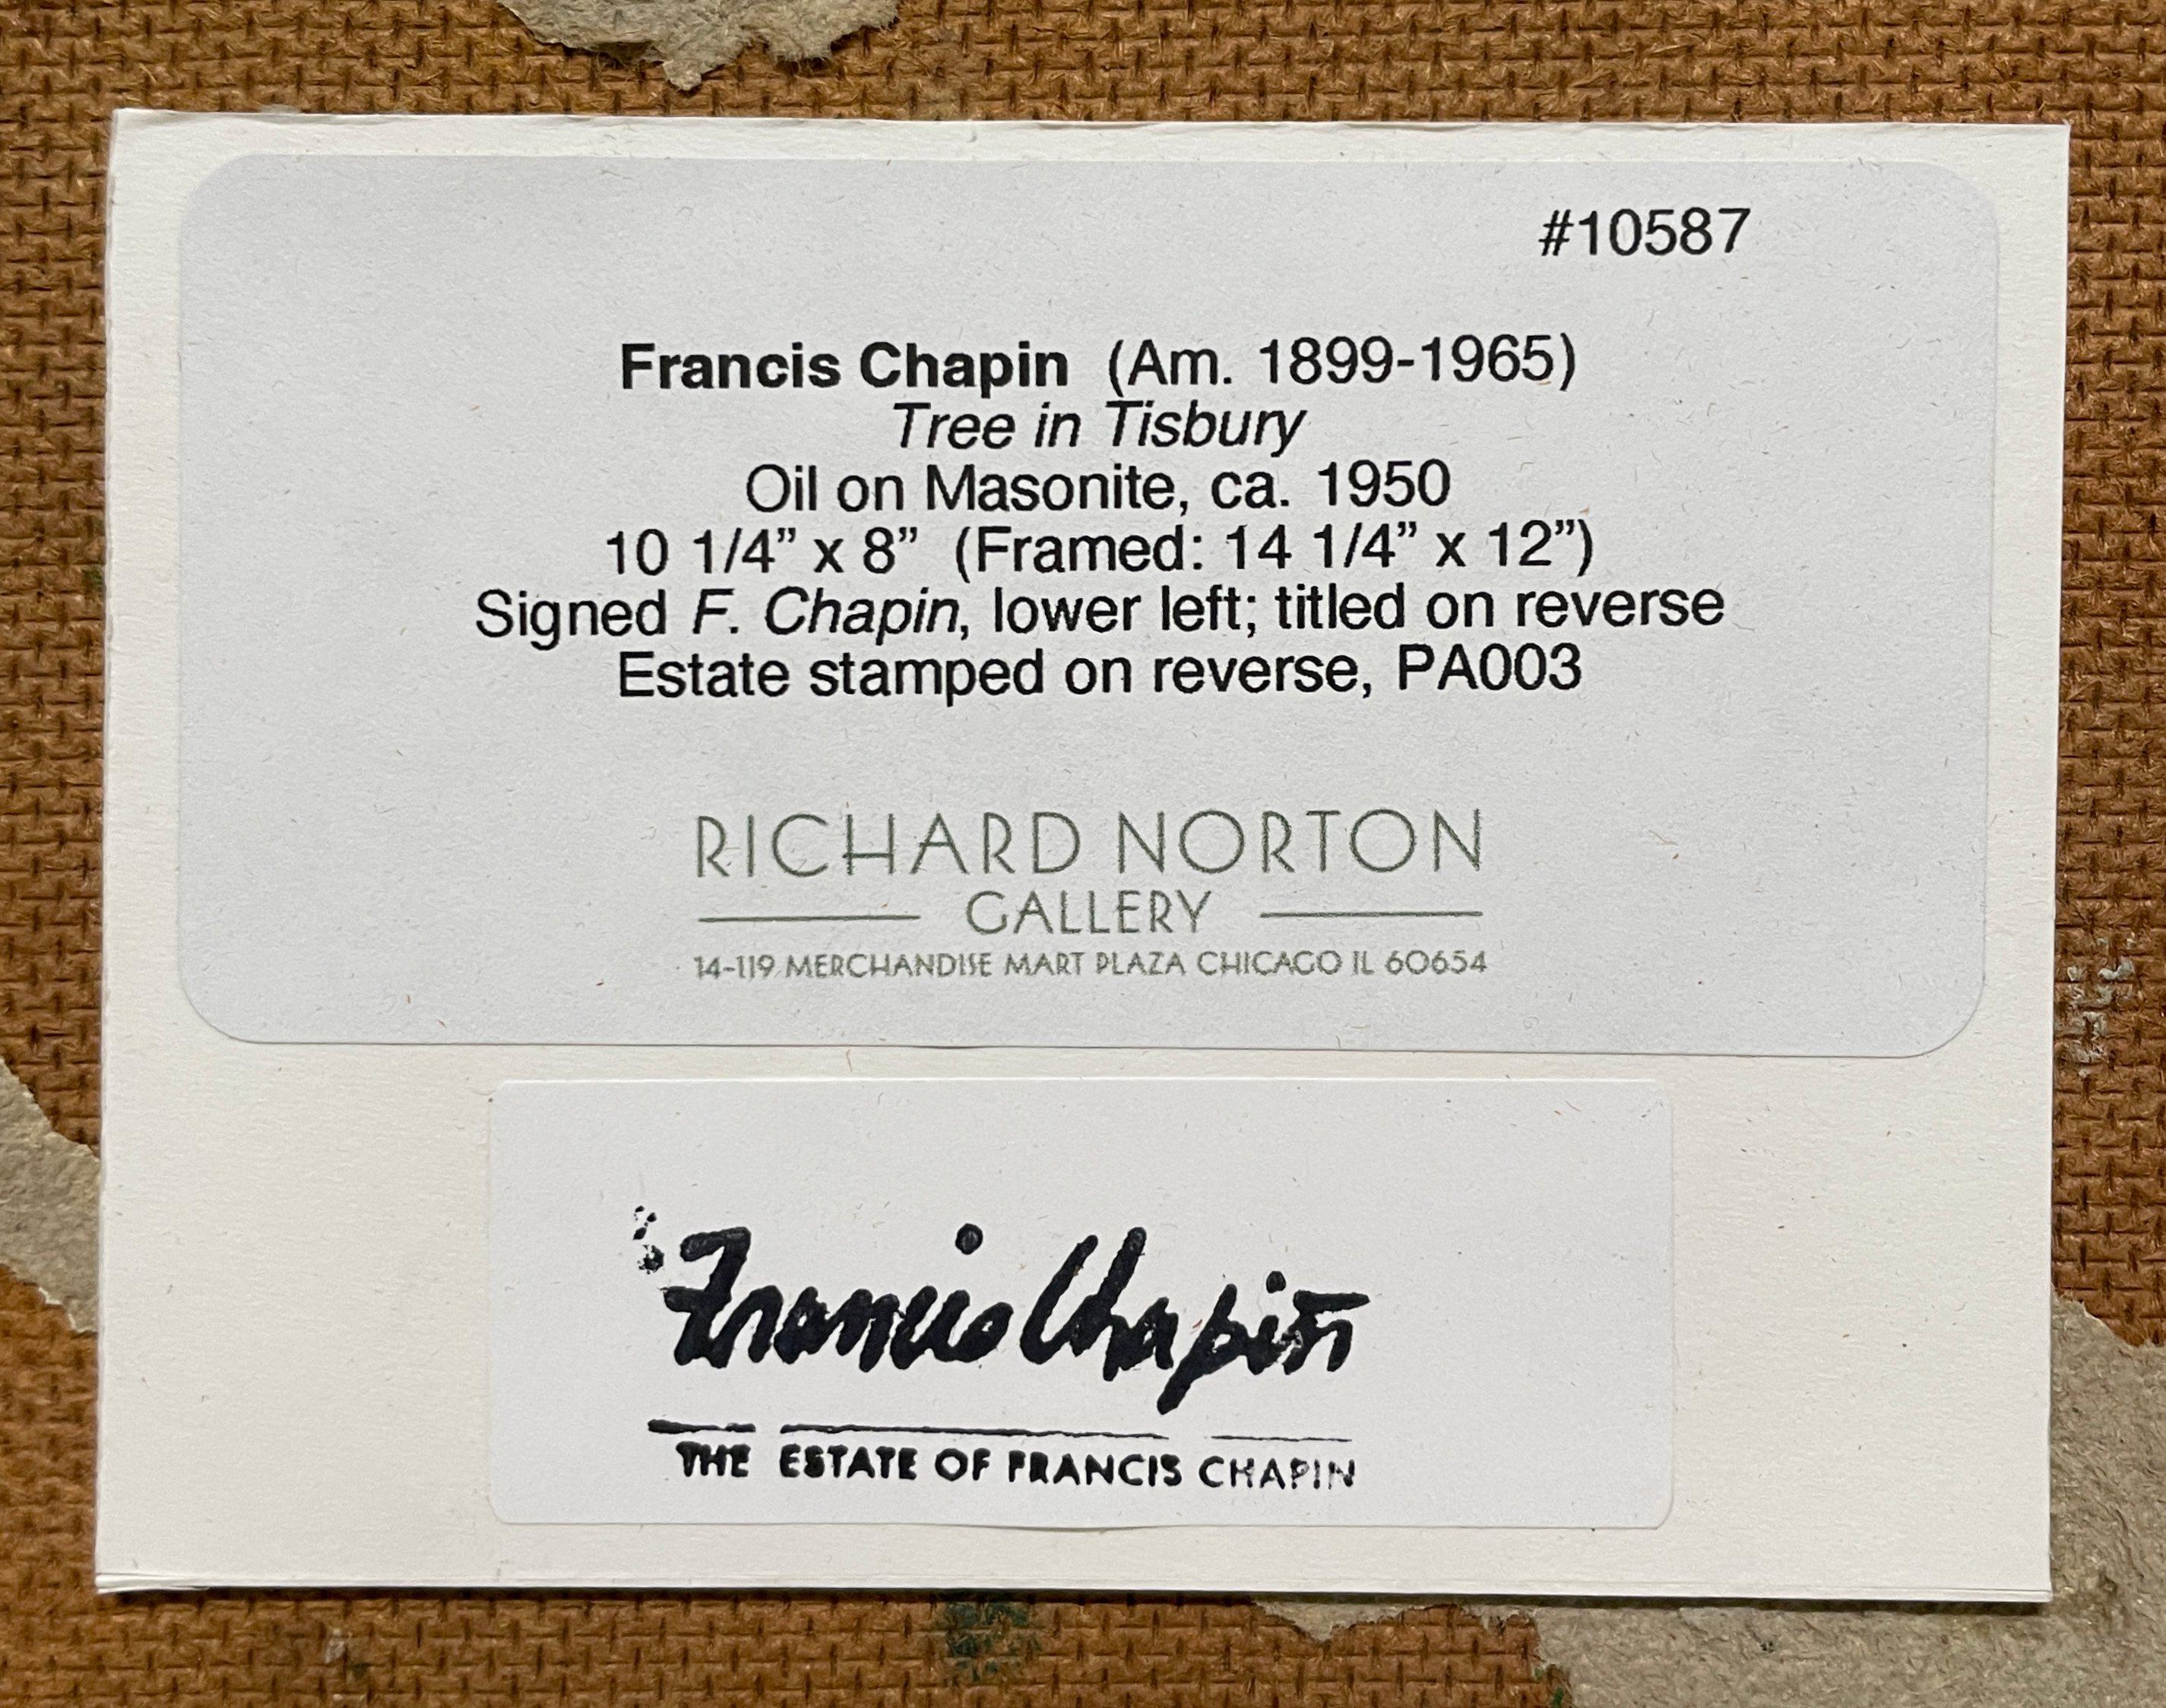 #10587
Francis Chapin (Am. 1899-1965)
Tree in Tisbury
Oil on Masonite, ca. 1950
10 1/4” x 8” (Framed: 14 1/4” x 12”)
Signed F. Chapin, lower left; titled on reverse
Estate stamped on reverse, PA003
RICHARD NORTON
GALLERY
14-119 MERCHANDISE MART PLAZA CHICAGO IL 60654
Francis Chapin
THE ESTATE OF FRANCIS CHAPIN